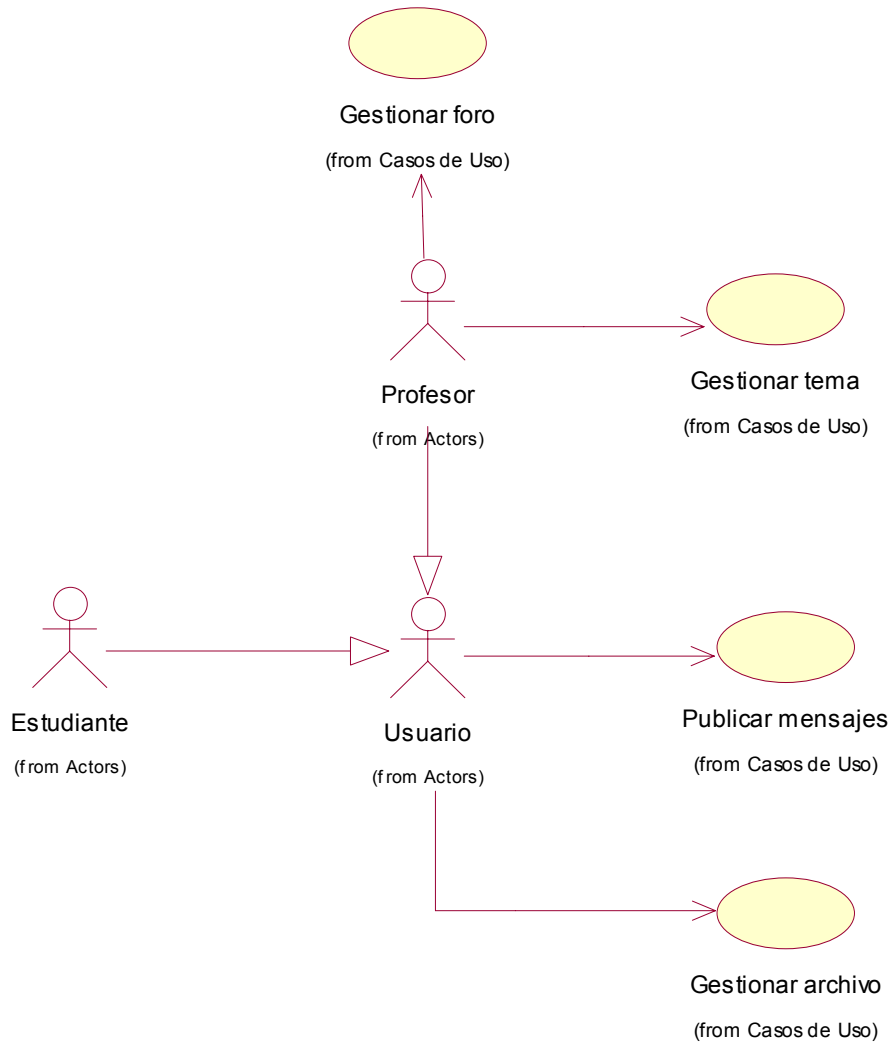 Gestionar foro
(from Casos de Uso)
Profesor
(from Actors)
Gestionar tema
(from Casos de Uso)
Estudiante
(from Actors)
Usuario
(from Actors)
Publicar mensajes
(from Casos de Uso)
Gestionar archivo
(from Casos de Uso)